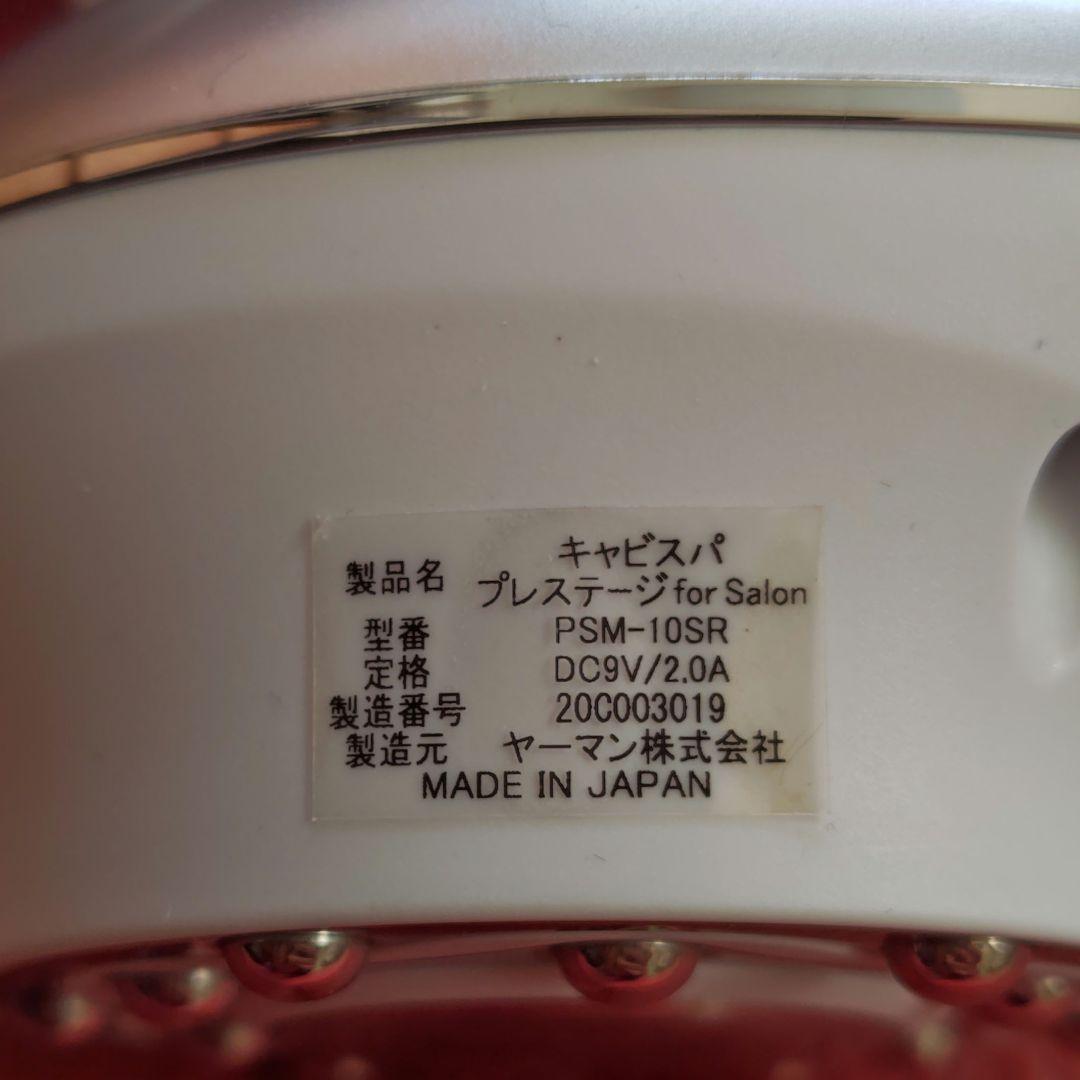 製品名 キャビスパ
プレステージ for Salon
型番 PSM-10SR
定格 DC9V/2.0A
製造番号 20C003019
製造元 ヤーマン株式会社
MADE IN JAPAN